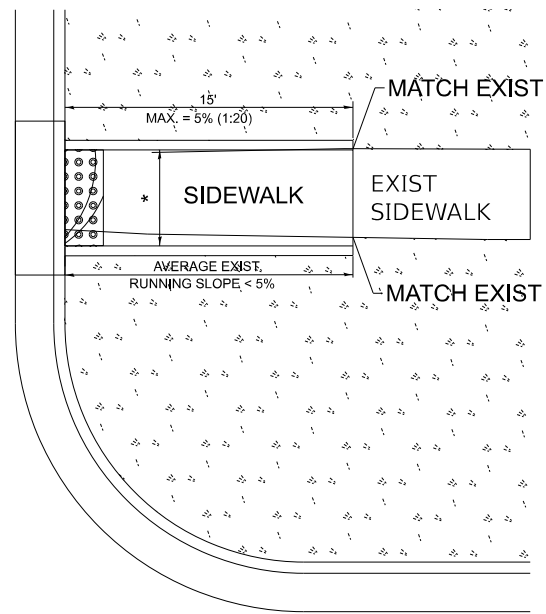 MATCH EXIST
15'
MAX. = 5% (1:20)
*
SIDEWALK
EXIST
SIDEWALK
AVERAGE EXIST.
RUNNING SLOPE < 5%
MATCH EXIST